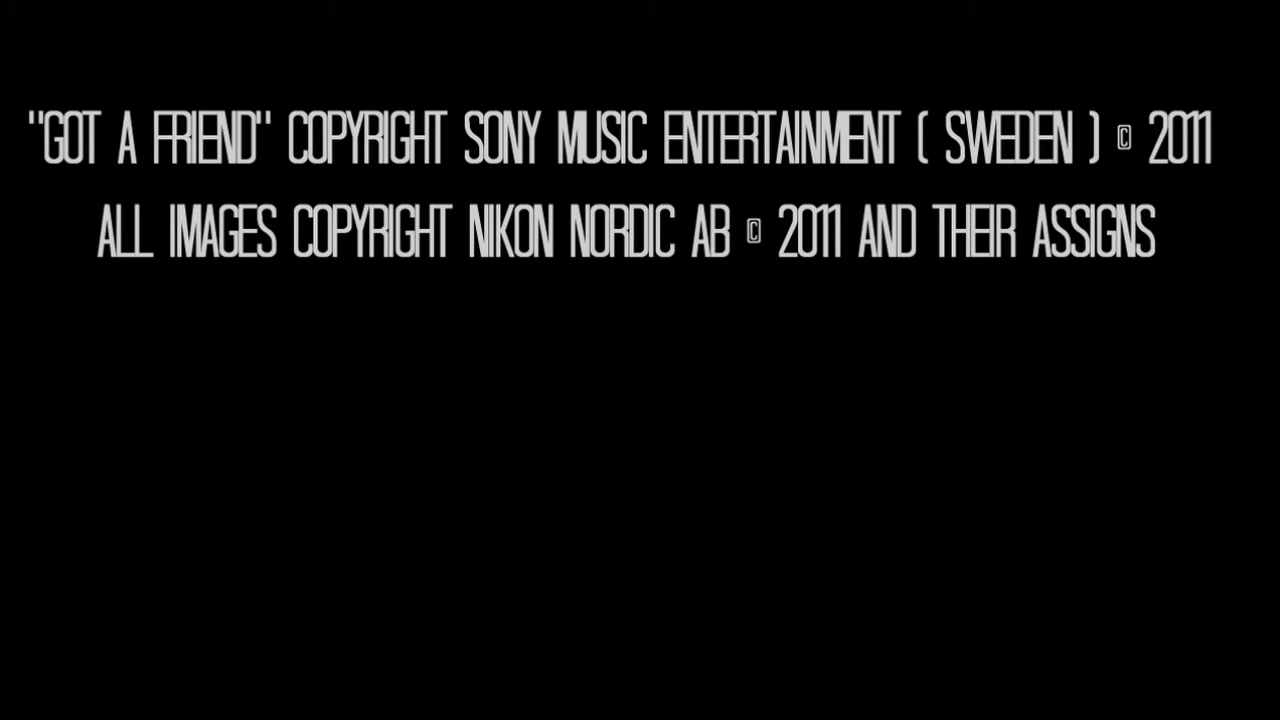 "GOT A FRIEND" COPYRIGHT SONY MUSIC ENTERTAINMENT ( SWEDEN ) © 2011
ALL IMAGES COPYRIGHT NIKON NORDIC AB © 2011 AND THEIR ASSIGNS